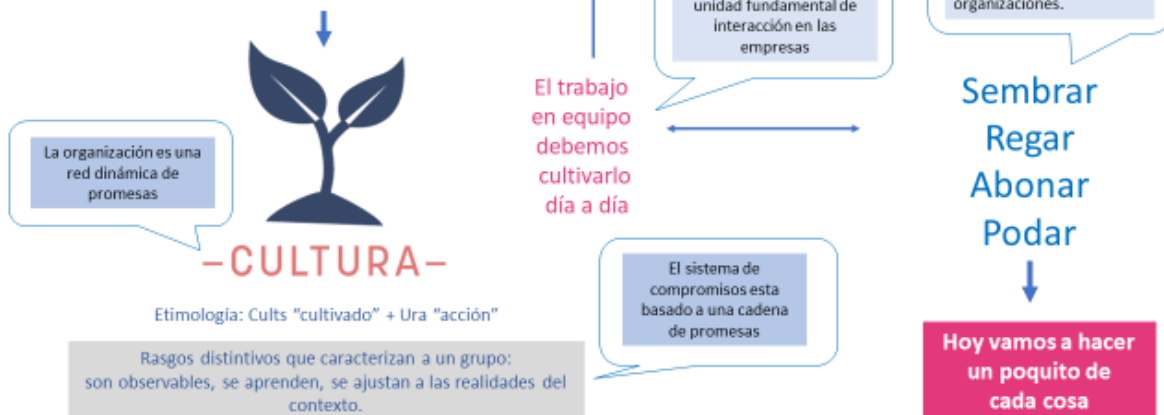 unidad fundamental de
interacción en las
empresas
organizaciones.
El trabajo
en equipo
debemos
cultivarlo
día a día
Sembrar
Regar
Abonar
Podar
La organización es una
red dinámica de
promesas
–CULTURA–
Etimología: Cults “cultivado” + Ura “acción”
El sistema de
compromisos esta
basado a una cadena
de promesas
Rasgos distintivos que caracterizan a un grupo:
son observables, se aprenden, se ajustan a las realidades del
contexto.
Hoy vamos a hacer
un poquito de
cada cosa